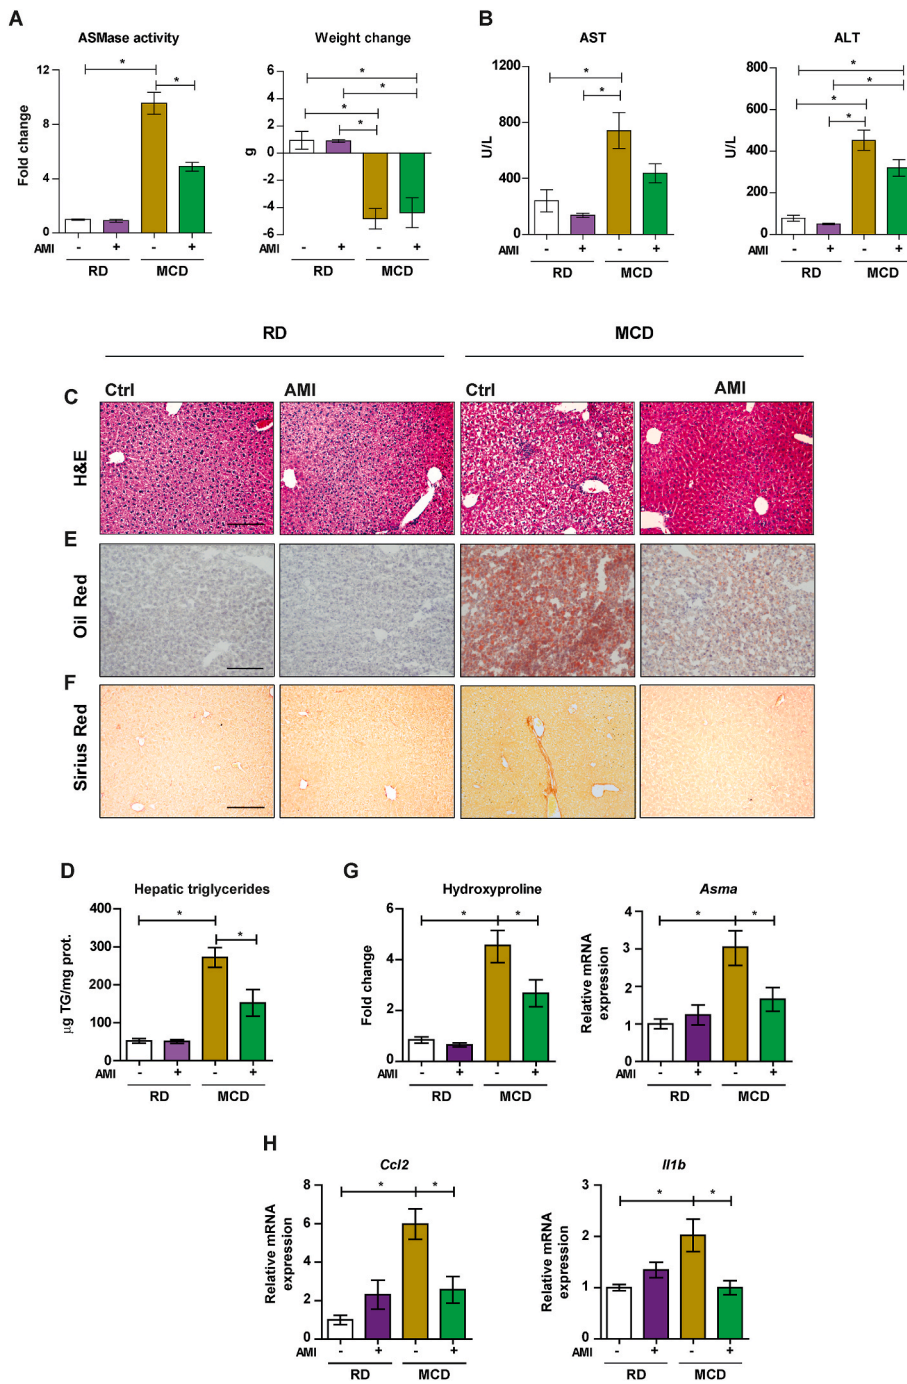 A
B
ASMase activity
Weight change
AST
ALT
Fold change
12
8
4
0
*
*
AMI
- + - +
RD MCD
g
6
4
2
0
-2
-4
-6
*
*
*
*
AMI
- + - +
RD MCD
U/L
1200
800
400
0
*
*
AMI
- + - +
RD MCD
U/L
800
600
400
200
0
*
*
*
*
AMI
- + - +
RD MCD
RD MCD
Ctrl AMI Ctrl AMI
C
H&E
E
Oil Red
F
Sirius Red
D
Hepatic triglycerides
µg TG/mg prot.
400
300
200
100
0
*
*
AMI
- + - +
RD MCD
G
Hydroxyproline
Fold change
6
4
2
0
*
*
AMI
- + - +
RD MCD
Asma
Relative mRNA
expression
4
3
2
1
0
*
*
AMI
- + - +
RD MCD
H
Ccl2
Relative mRNA
expression
8
6
4
2
0
*
*
AMI
- + - +
RD MCD
Il1b
Relative mRNA
expression
3
2
1
0
*
*
AMI
- + - +
RD MCD